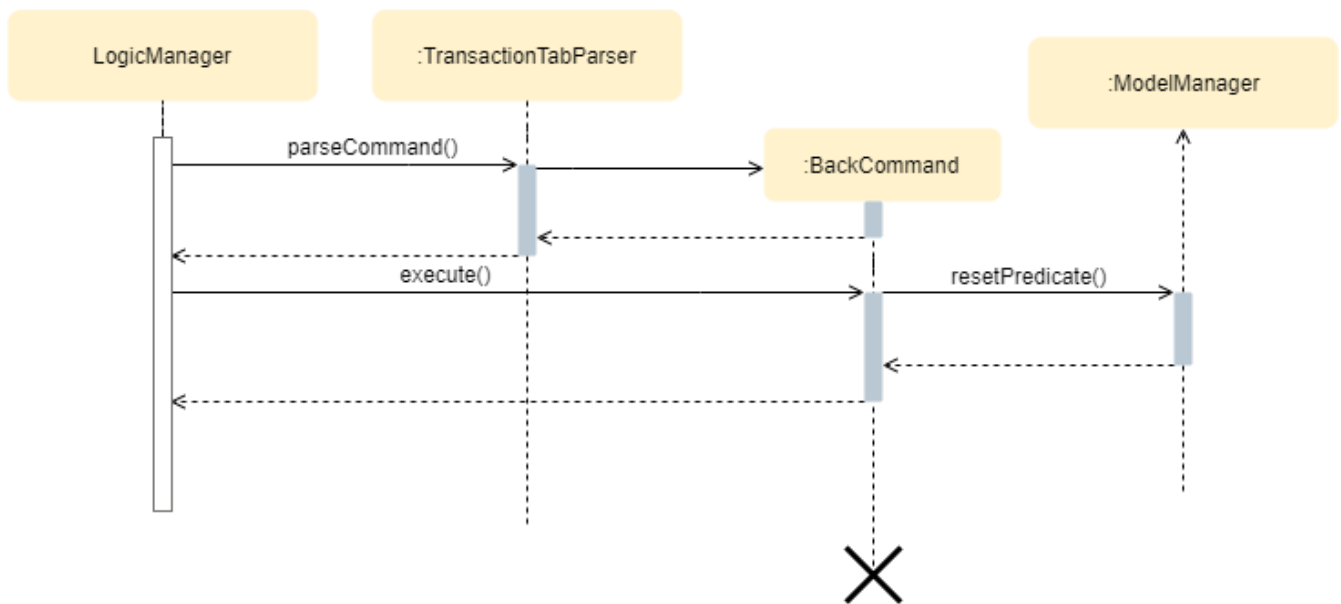 LogicManager
:TransactionTabParser
:ModelManager
parseCommand()
:BackCommand
execute()
resetPredicate()